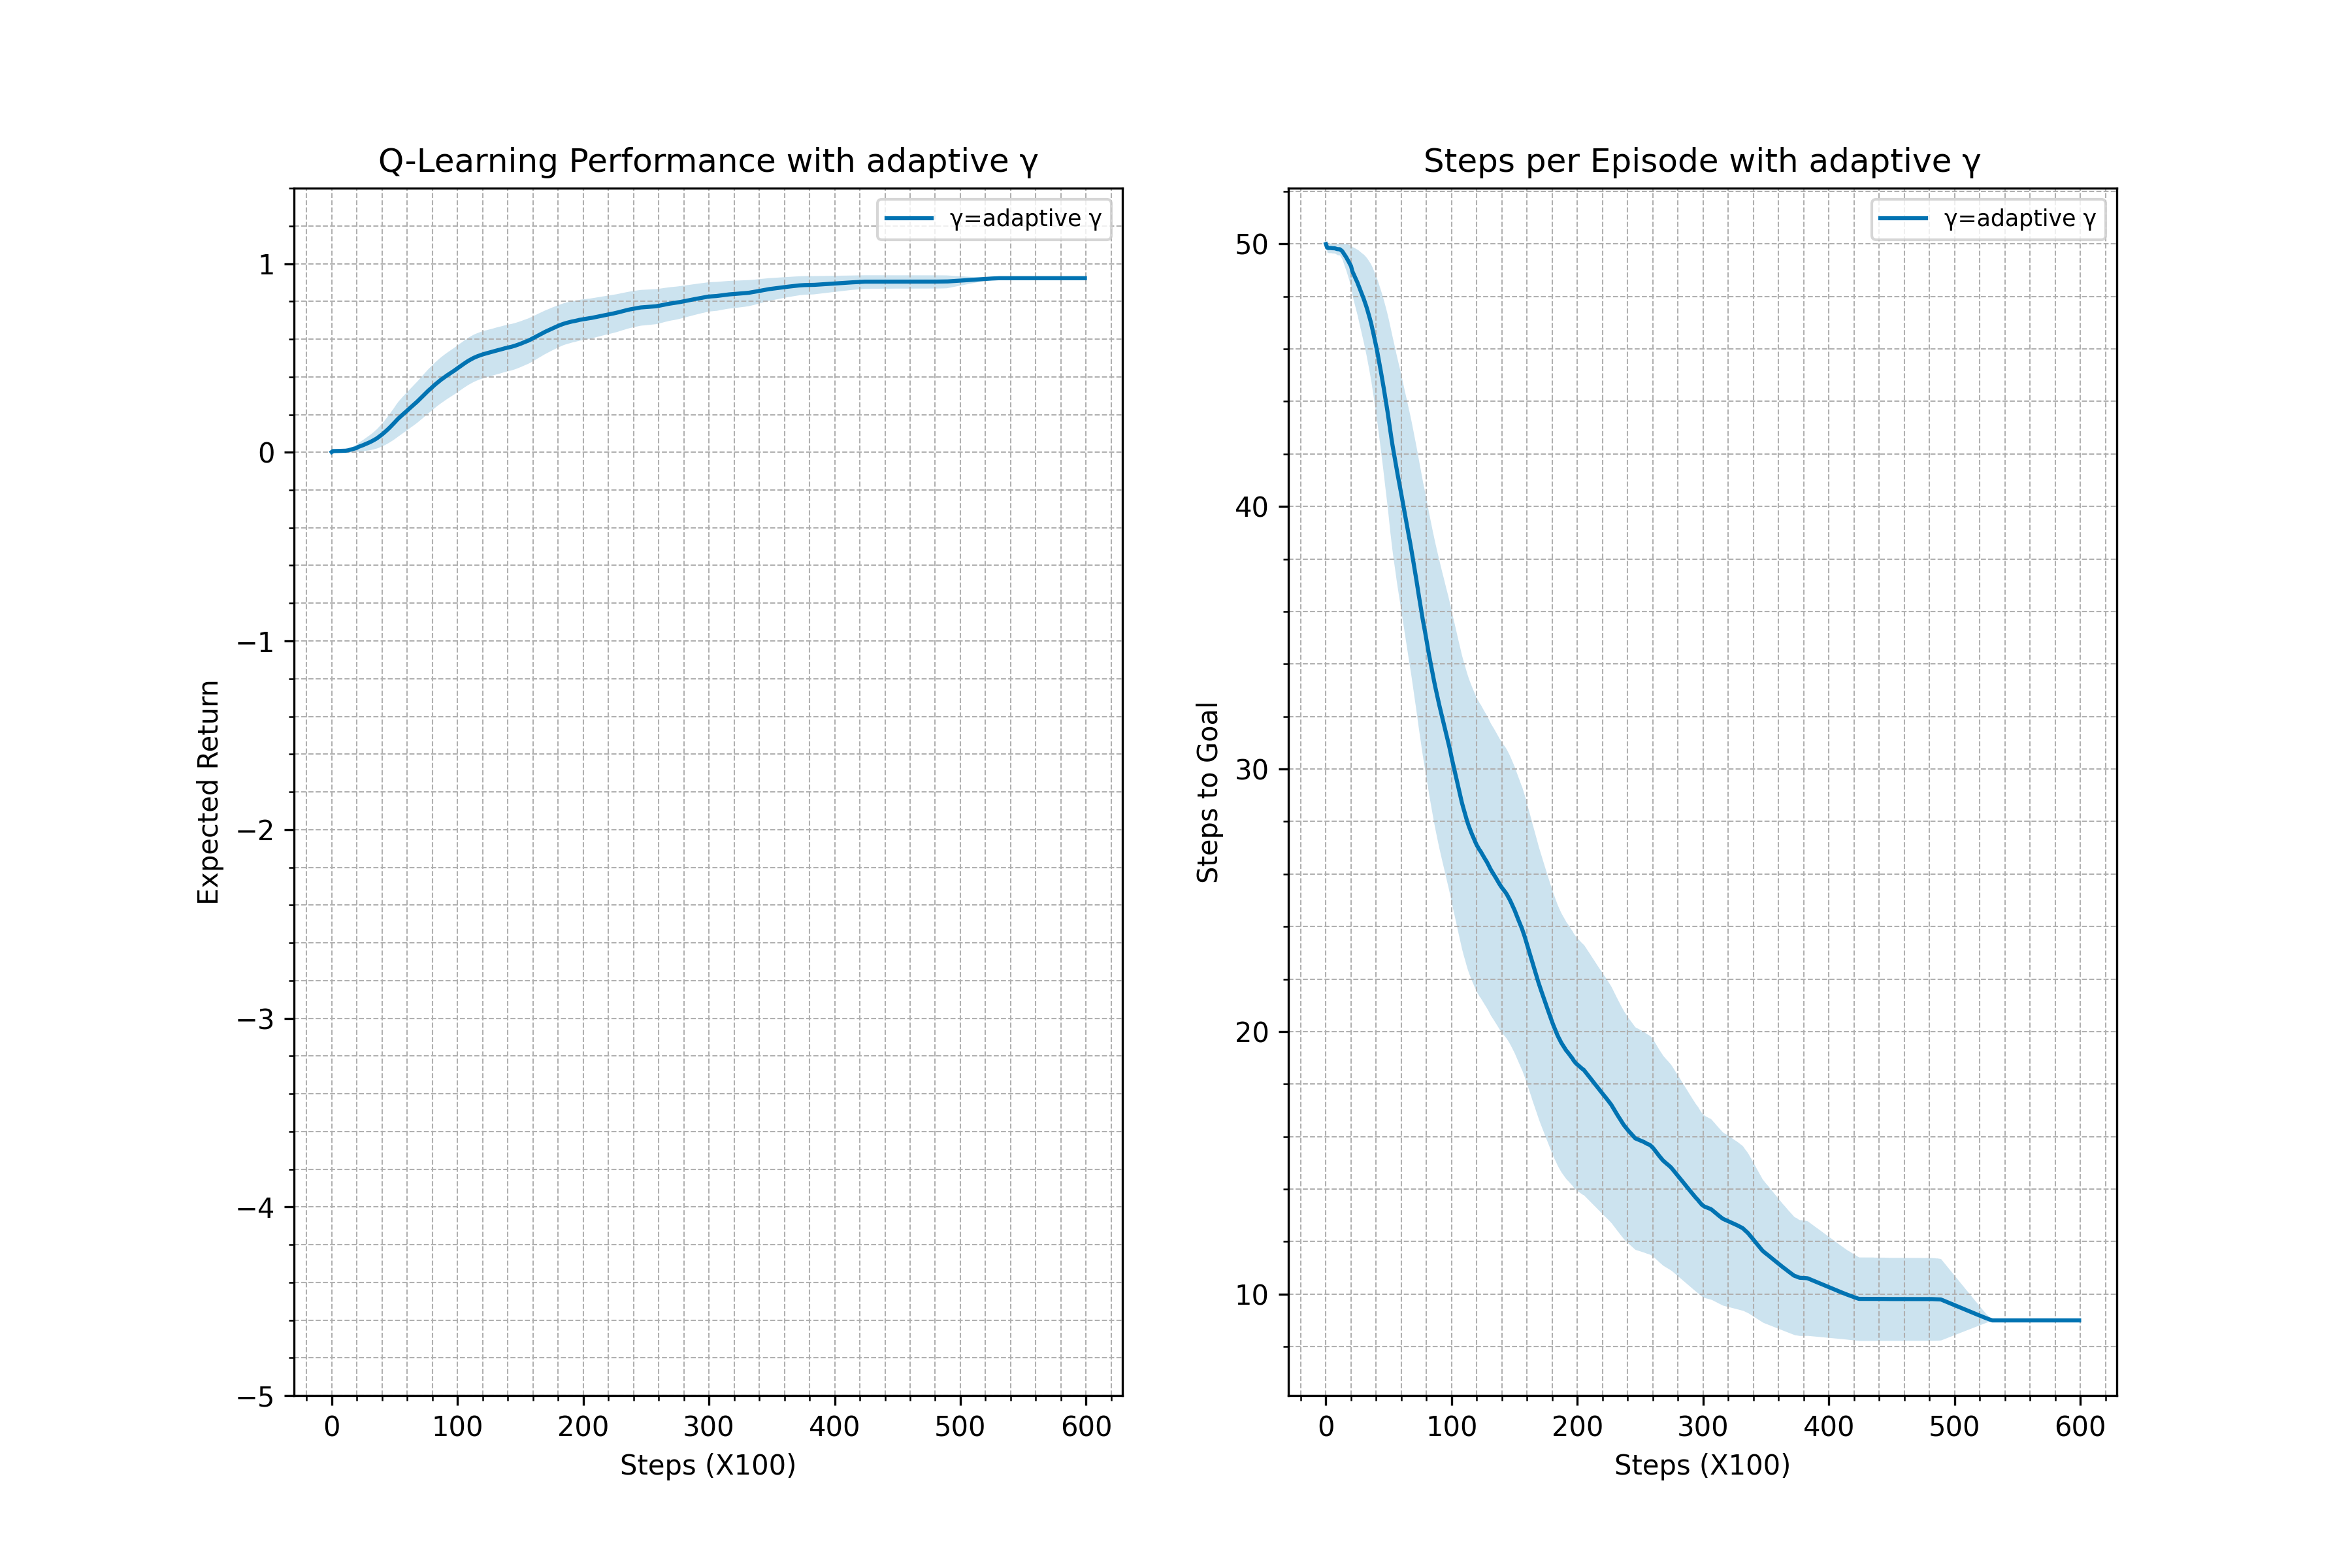 Q-Learning Performance with adaptive γ
γ=adaptive γ
Expected Return
1
0
−1
−2
−3
−4
−5
0 100 200 300 400 500 600
Steps (X100)
Steps per Episode with adaptive γ
γ=adaptive γ
Steps to Goal
50
40
30
20
10
0 100 200 300 400 500 600
Steps (X100)